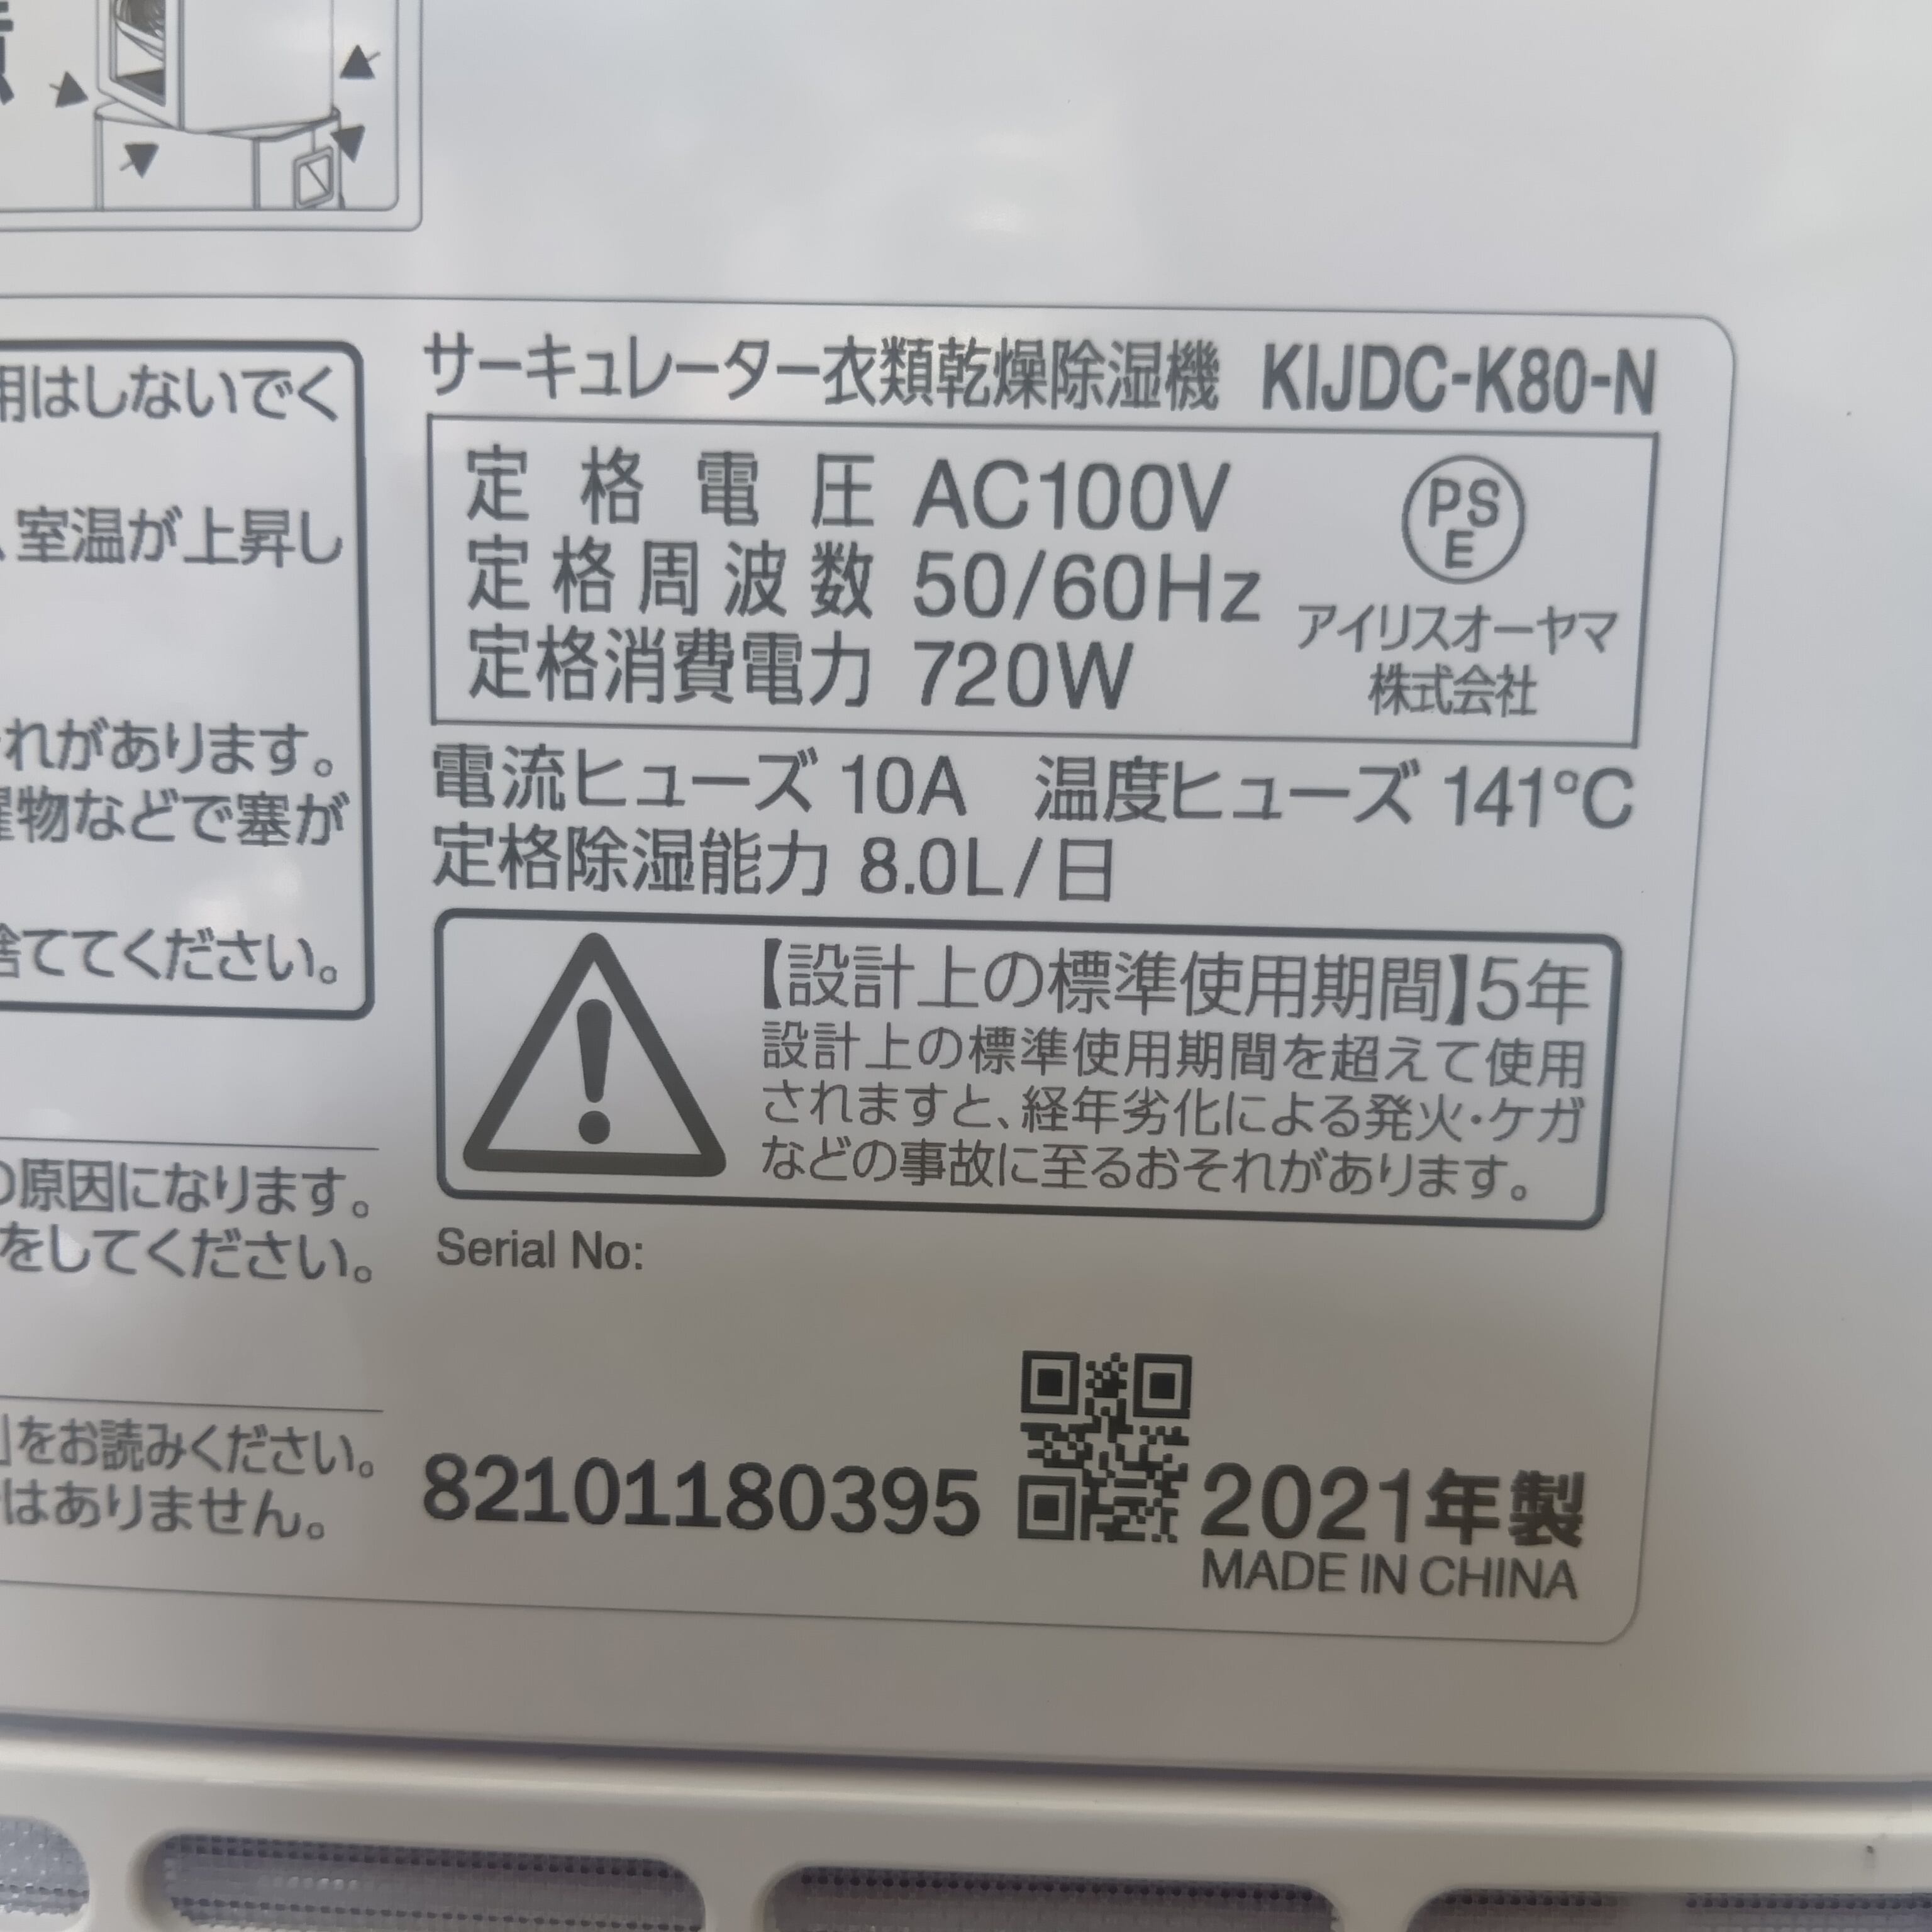 用はしないでく
、室温が上昇し
れがあります。
物などで塞が
捨ててください。
の原因になります。
をしてください。
」をお読みください。
はありません。
サーキュレーター衣類乾燥除湿機 KIJDC-K80-N
定格電圧 AC100V
定格周波数 50/60Hz
定格消費電力 720W
PS
E
アイリスオーヤマ
株式会社
電流ヒューズ 10A 温度ヒューズ 141℃
定格除湿能力 8.0L/日
【設計上の標準使用期間】5年
設計上の標準使用期間を超えて使用
されますと、経年劣化による発火・ケガ
などの事故に至るおそれがあります。
Serial No:
82101180395
2021年製
MADE IN CHINA